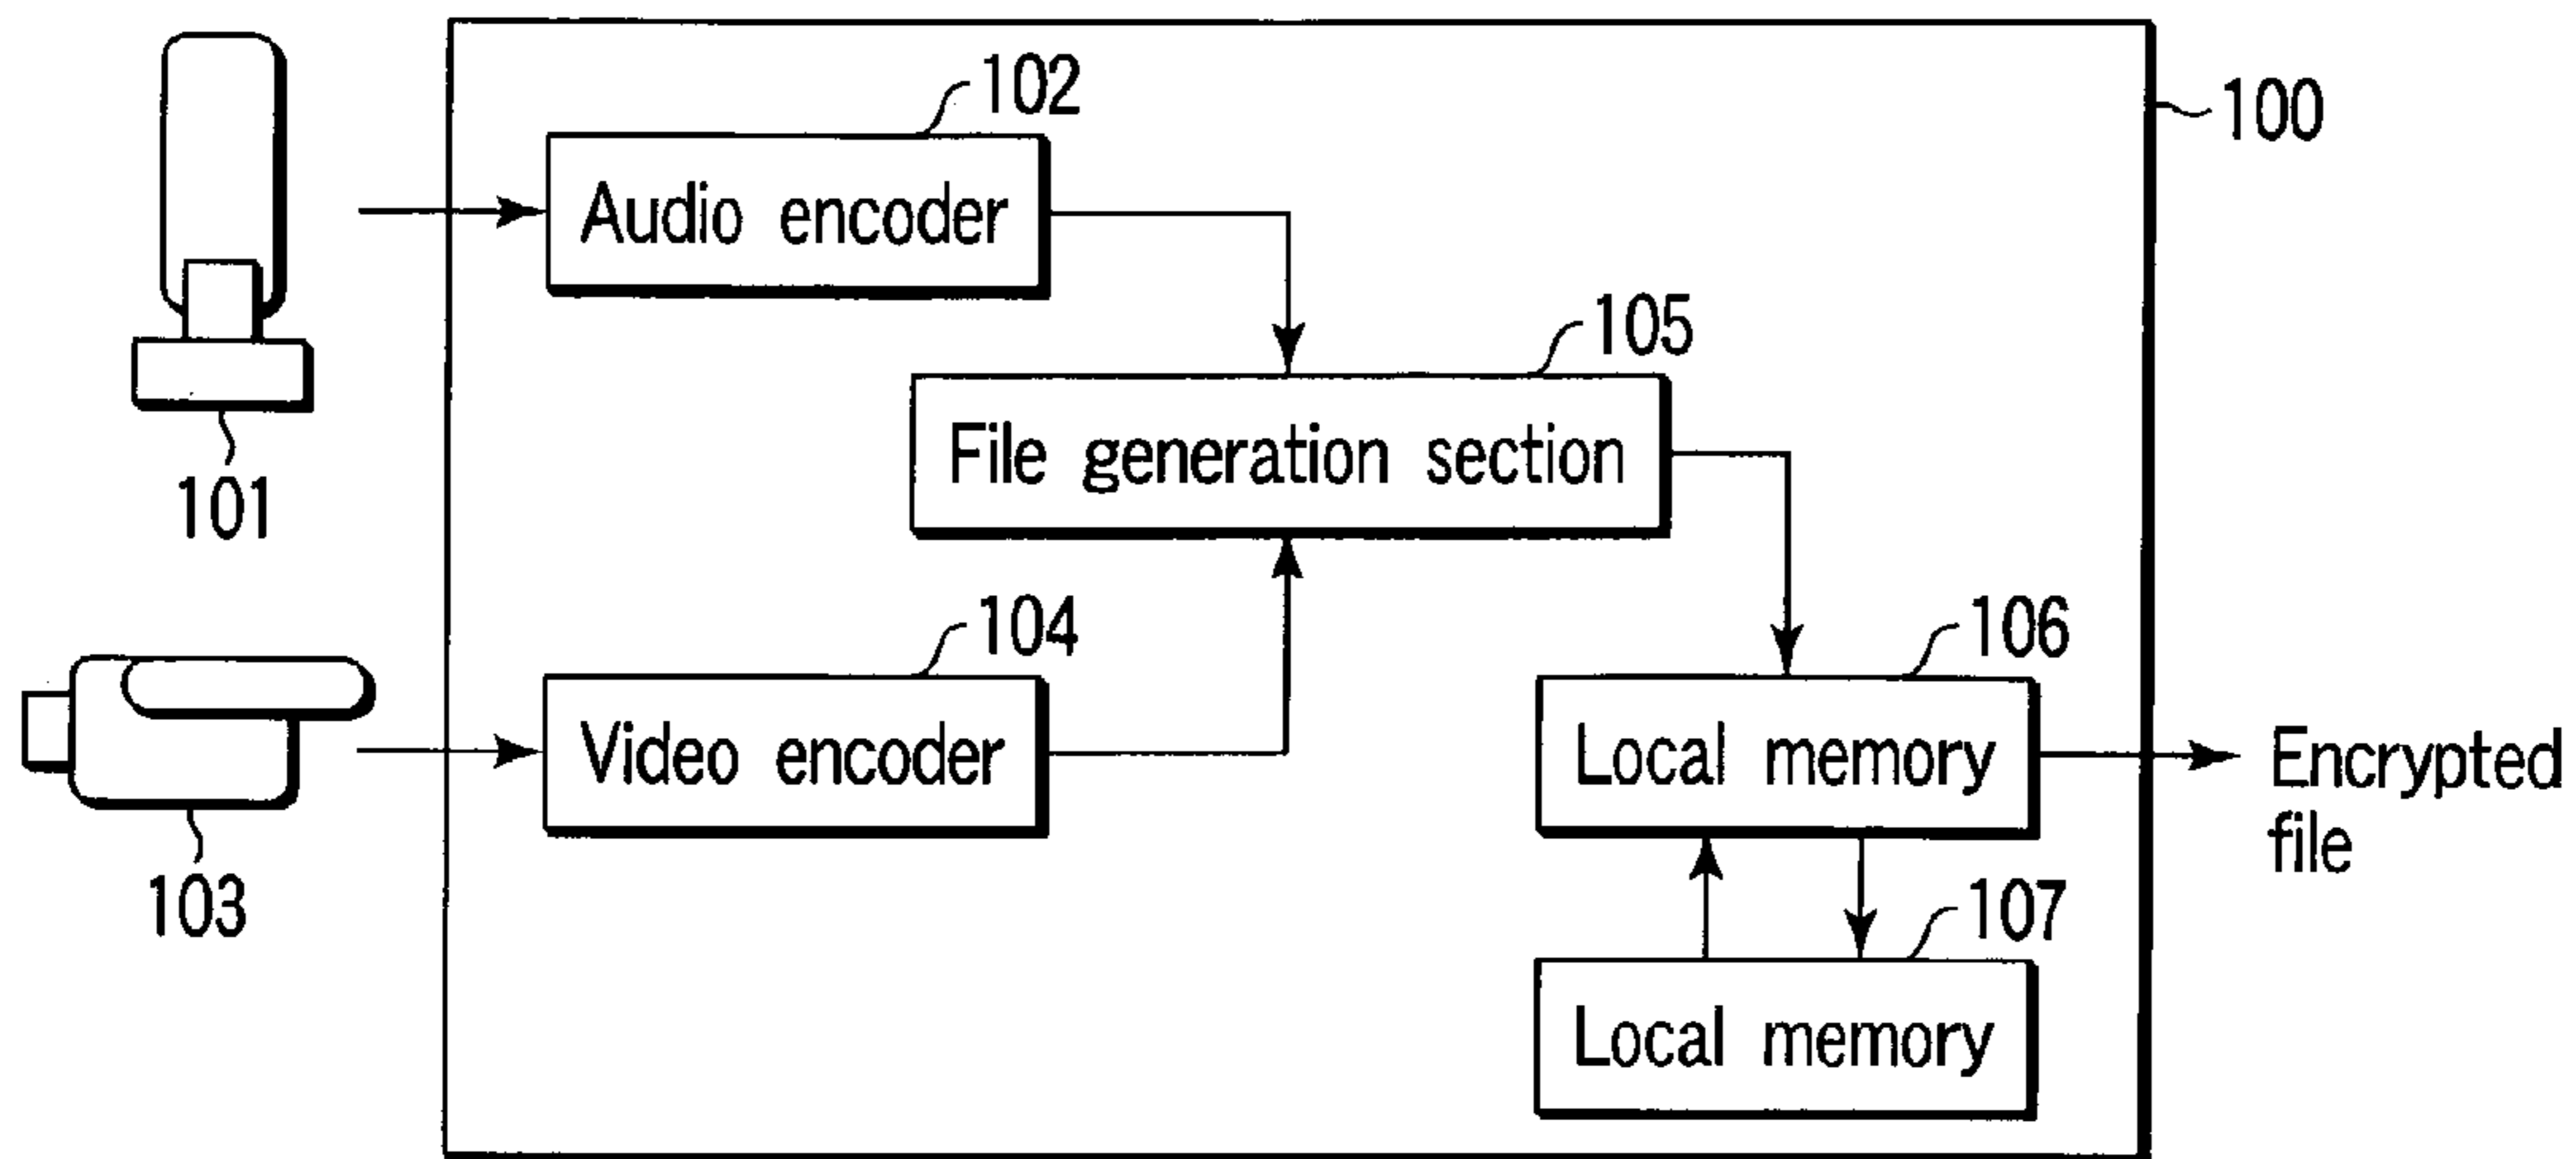 102
100
Audio encoder
105
101
File generation section
104
106
Video encoder
Local memory
Encrypted
file
103
107
Local memory